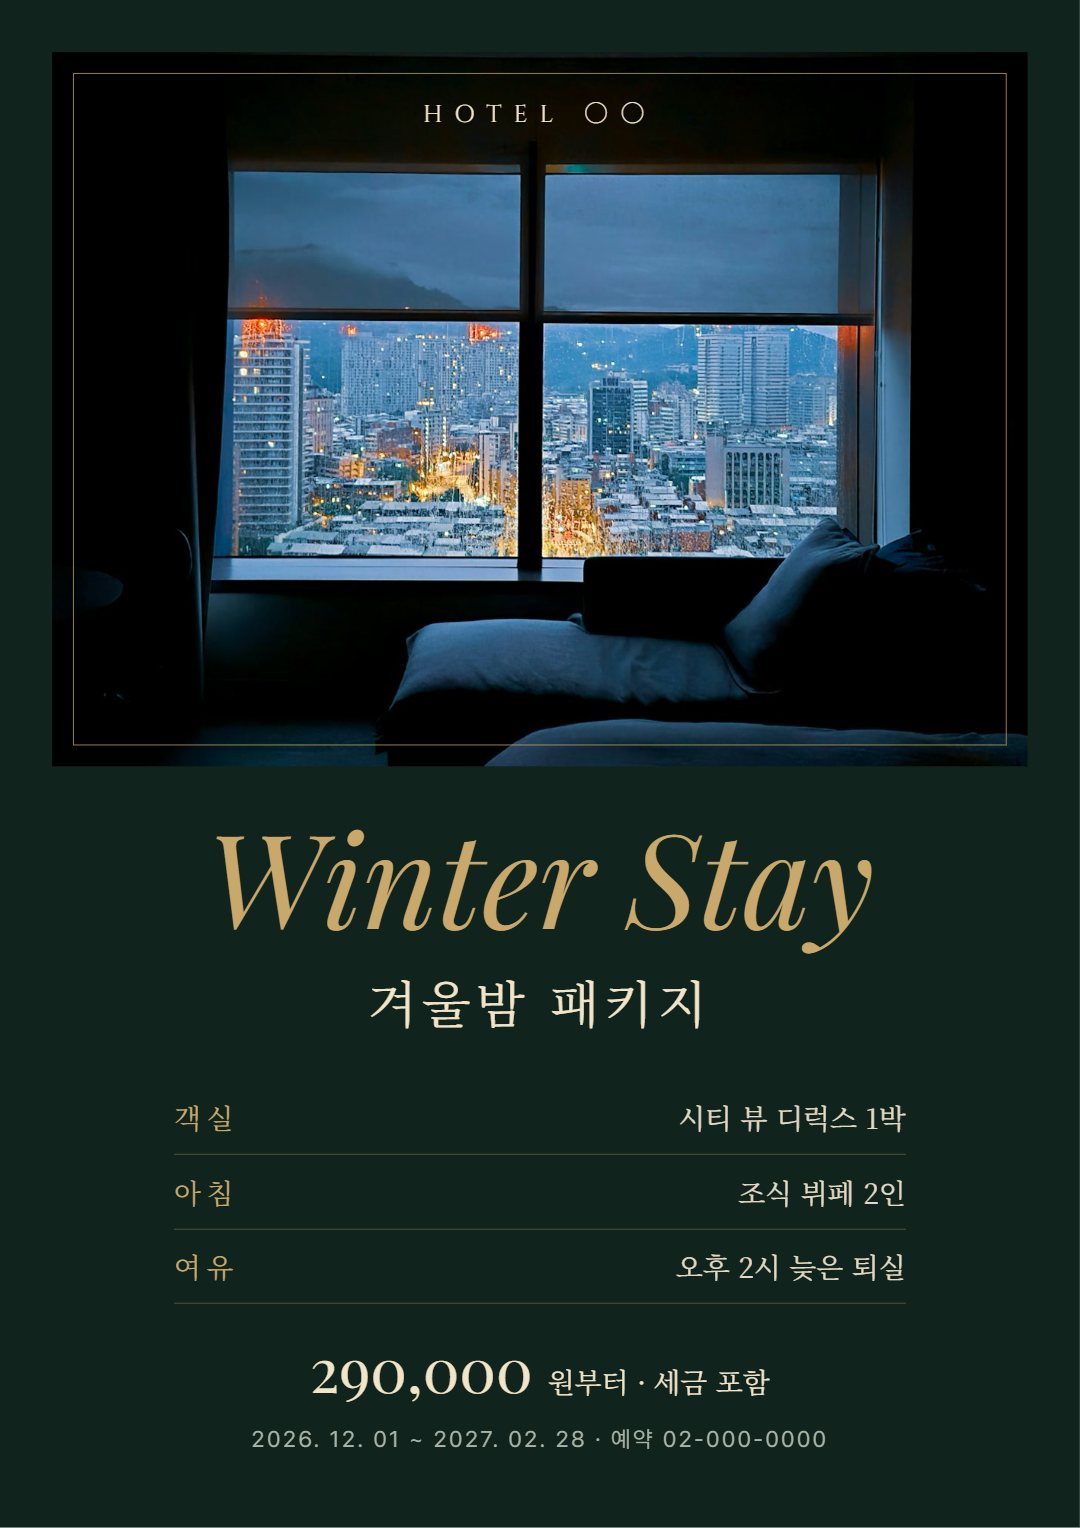 HOTEL ○○
Winter Stay
겨울밤 패키지
객실 시티 뷰 디럭스 1박
아침 조식 뷔페 2인
여유 오후 2시 늦은 퇴실
290,000 원부터 · 세금 포함
2026. 12. 01 ~ 2027. 02. 28 · 예약 02-000-0000